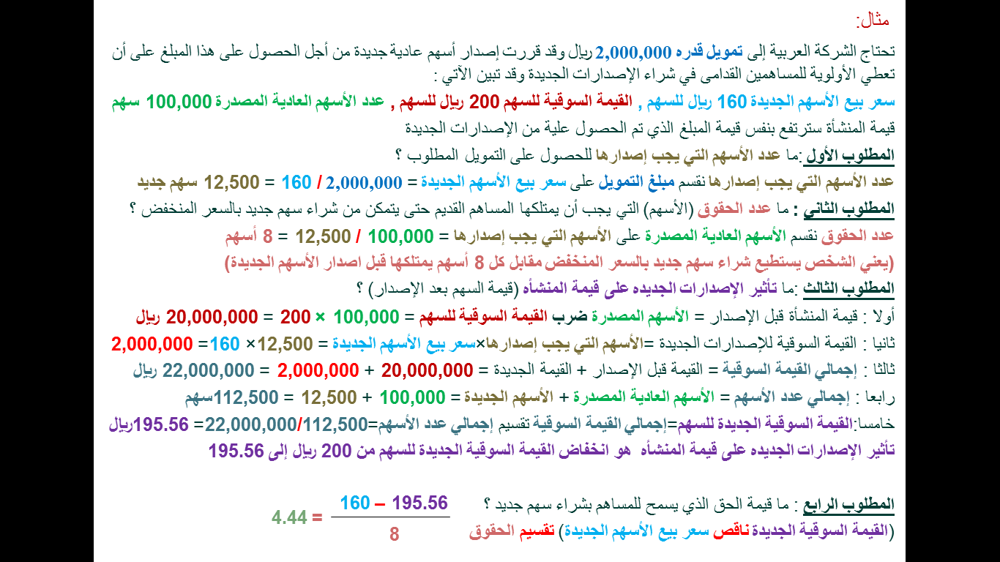 مثال:
تحتاج الشركة العربية إلى تمويل قدره 2,000,000 ريال وقد قررت إصدار أسهم عادية جديدة من أجل الحصول على هذا المبلغ على أن
تعطي الأولوية للمساهمين القدامى في شراء الإصدارات الجديدة وقد تبين الآتي :
سعر بيع الأسهم الجديدة 160 ريال للسهم , القيمة السوقية للسهم 200 ريال للسهم , عدد الأسهم العادية المصدرة 100,000 سهم
قيمة المنشأة سترتفع بنفس قيمة المبلغ الذي تم الحصول علية من الإصدارات الجديدة
المطلوب الأول :ما عدد الأسهم التي يجب إصدارها للحصول على التمويل المطلوب ؟
عدد الأسهم التي يجب إصدارها نقسم مبلغ التمويل على سعر بيع الأسهم الجديدة = 2,000,000 / 160 = 12,500 سهم جديد
المطلوب الثاني : ما عدد الحقوق (الأسهم) التي يجب أن يمتلكها المساهم القديم حتى يتمكن من شراء سهم جديد بالسعر المنخفض ؟
عدد الحقوق نقسم الأسهم العادية المصدرة على الأسهم التي يجب إصدارها = 100,000 / 12,500 = 8 أسهم
(يعني الشخص يستطيع شراء سهم جديد بالسعر المنخفض مقابل كل 8 أسهم يمتلكها قبل اصدار الأسهم الجديدة)
المطلوب الثالث :ما تأثير الإصدارات الجديده على قيمة المنشأه (قيمة السهم بعد الإصدار) ؟
أولا : قيمة المنشأة قبل الإصدار = الأسهم المصدرة ضرب القيمة السوقية للسهم = 100,000 × 200 = 20,000,000 ريال
ثانيا : القيمة السوقية للإصدارات الجديدة =الأسهم التي يجب إصدارها×سعر بيع الأسهم الجديدة = 12,500× 160= 2,000,000
ثالثا : إجمالي القيمة السوقية = القيمة قبل الإصدار + القيمة الجديدة = 20,000,000 + 2,000,000 = 22,000,000 ريال
رابعا : إجمالي عدد الأسهم = الأسهم العادية المصدرة + الأسهم الجديدة = 100,000 + 12,500 = 112,500سهم
خامسا:القيمة السوقية الجديدة للسهم=إجمالي القيمة السوقية تقسيم إجمالي عدد الأسهم=22,000,000/112,500= 195.56ريال
تأثير الإصدارات الجديده على قيمة المنشأه هو انخفاض القيمة السوقية الجديدة للسهم من 200 ريال إلى 195.56
المطلوب الرابع : ما قيمة الحق الذي يسمح للمساهم بشراء سهم جديد ؟
(القيمة السوقية الجديدة ناقص سعر بيع الأسهم الجديدة) تقسيم الحقوق
160 – 195.56
4.44 =
8